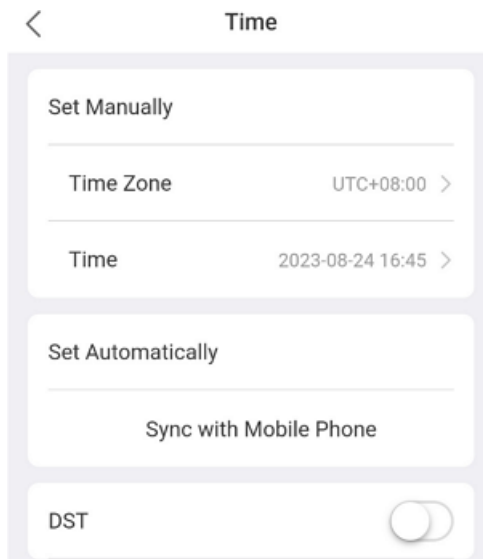 Time
Set Manually
Time Zone UTC+08:00
Time 2023-08-24 16:45
Set Automatically
Sync with Mobile Phone
DST